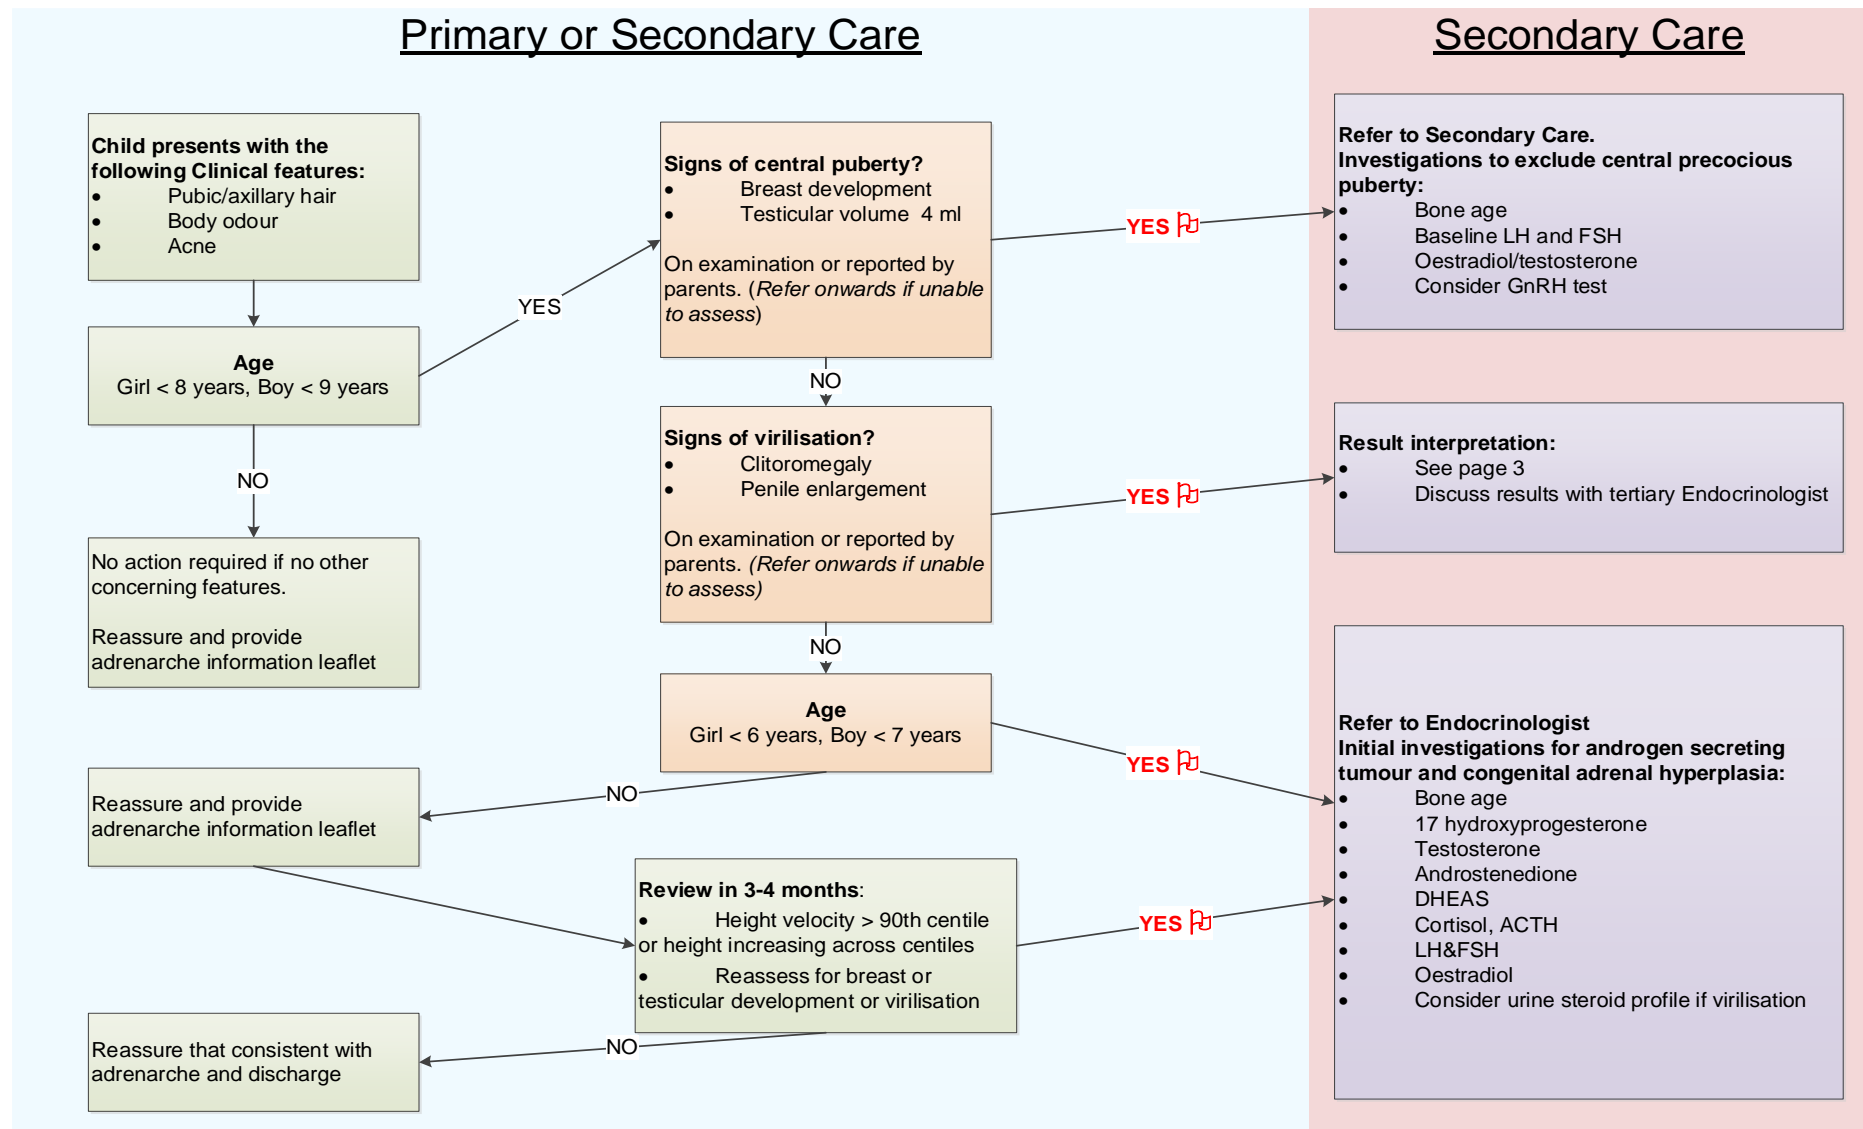 Primary or Secondary Care
Secondary Care
Child presents with the
following Clinical features:
• Pubic/axillary hair
• Body odour
• Acne
Age
Girl < 8 years, Boy < 9 years
YES
NO
No action required if no other
concerning features.
Reassure and provide
adrenarche information leaflet
Signs of central puberty?
• Breast development
• Testicular volume 4 ml
On examination or reported by
parents. (Refer onwards if unable
to assess)
YES
NO
Signs of virilisation?
• Clitoromegaly
• Penile enlargement
On examination or reported by
parents. (Refer onwards if unable
to assess)
YES
NO
Age
Girl < 6 years, Boy < 7 years
YES
NO
Reassure and provide
adrenarche information leaflet
Review in 3-4 months:
• Height velocity > 90th centile
or height increasing across centiles
• Reassess for breast or
testicular development or virilisation
YES
NO
Reassure that consistent with
adrenarche and discharge
Refer to Secondary Care.
Investigations to exclude central precocious
puberty:
• Bone age
• Baseline LH and FSH
• Oestradiol/testosterone
• Consider GnRH test
Result interpretation:
• See page 3
• Discuss results with tertiary Endocrinologist
Refer to Endocrinologist
Initial investigations for androgen secreting
tumour and congenital adrenal hyperplasia:
• Bone age
• 17 hydroxyprogesterone
• Testosterone
• Androstenedione
• DHEAS
• Cortisol, ACTH
• LH&FSH
• Oestradiol
• Consider urine steroid profile if virilisation